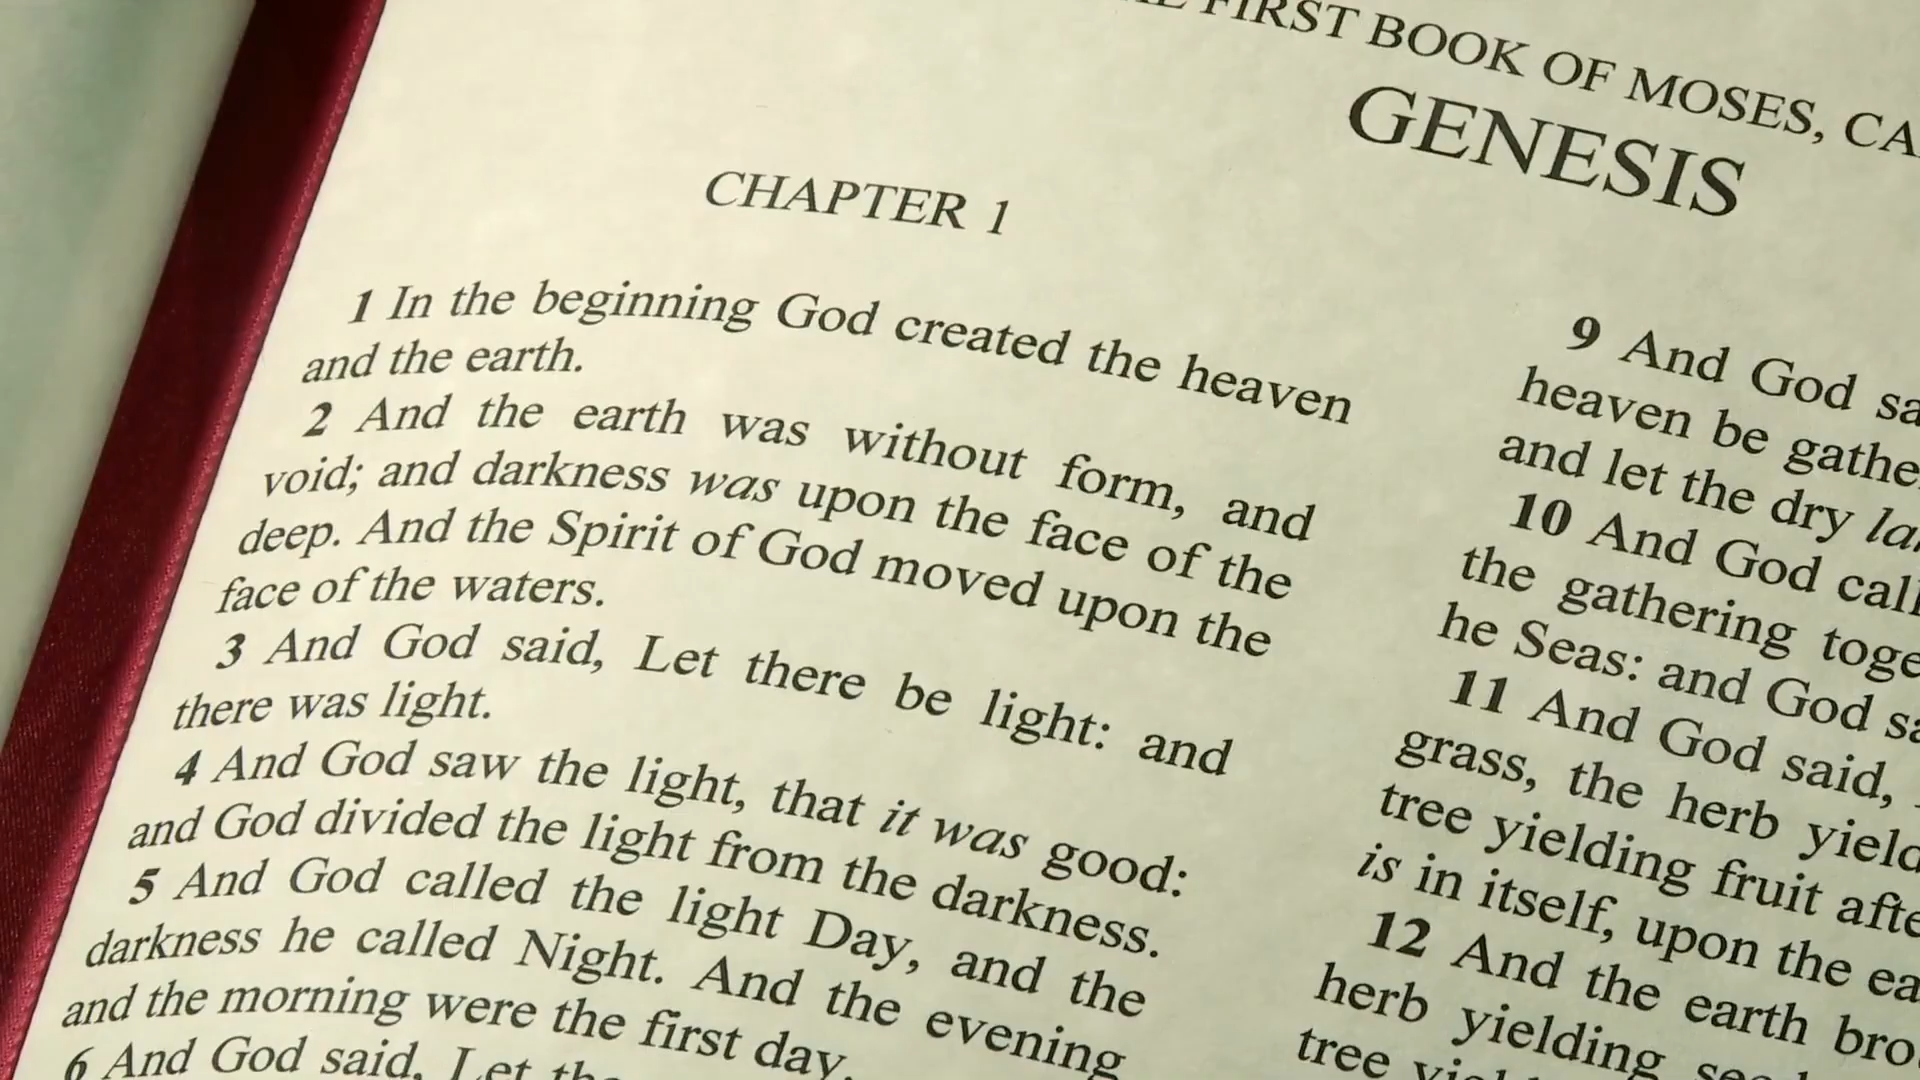 FIRST BOOK OF MOSES,
GENESIS
CHAPTER 1
1 In the beginning God created the heaven
and the earth.
2 And the earth was without form, and
void; and darkness was upon the face of the
deep. And the Spirit of God moved upon the
face of the waters.
3 And God said, Let there be light: and
there was light.
4 And God saw the light, that it was good:
and God divided the light from the darkness.
5 And God called the light Day, and the
darkness he called Night. And the evening
and the morning were the first day.
6 And God said, Let
9 And God
heaven be
and let the dry
10 And God
the gathering
he Seas: and God
11 And God said,
grass, the herb
tree yielding fruit
is in itself, upon the
12 And the earth
herb yielding
tree